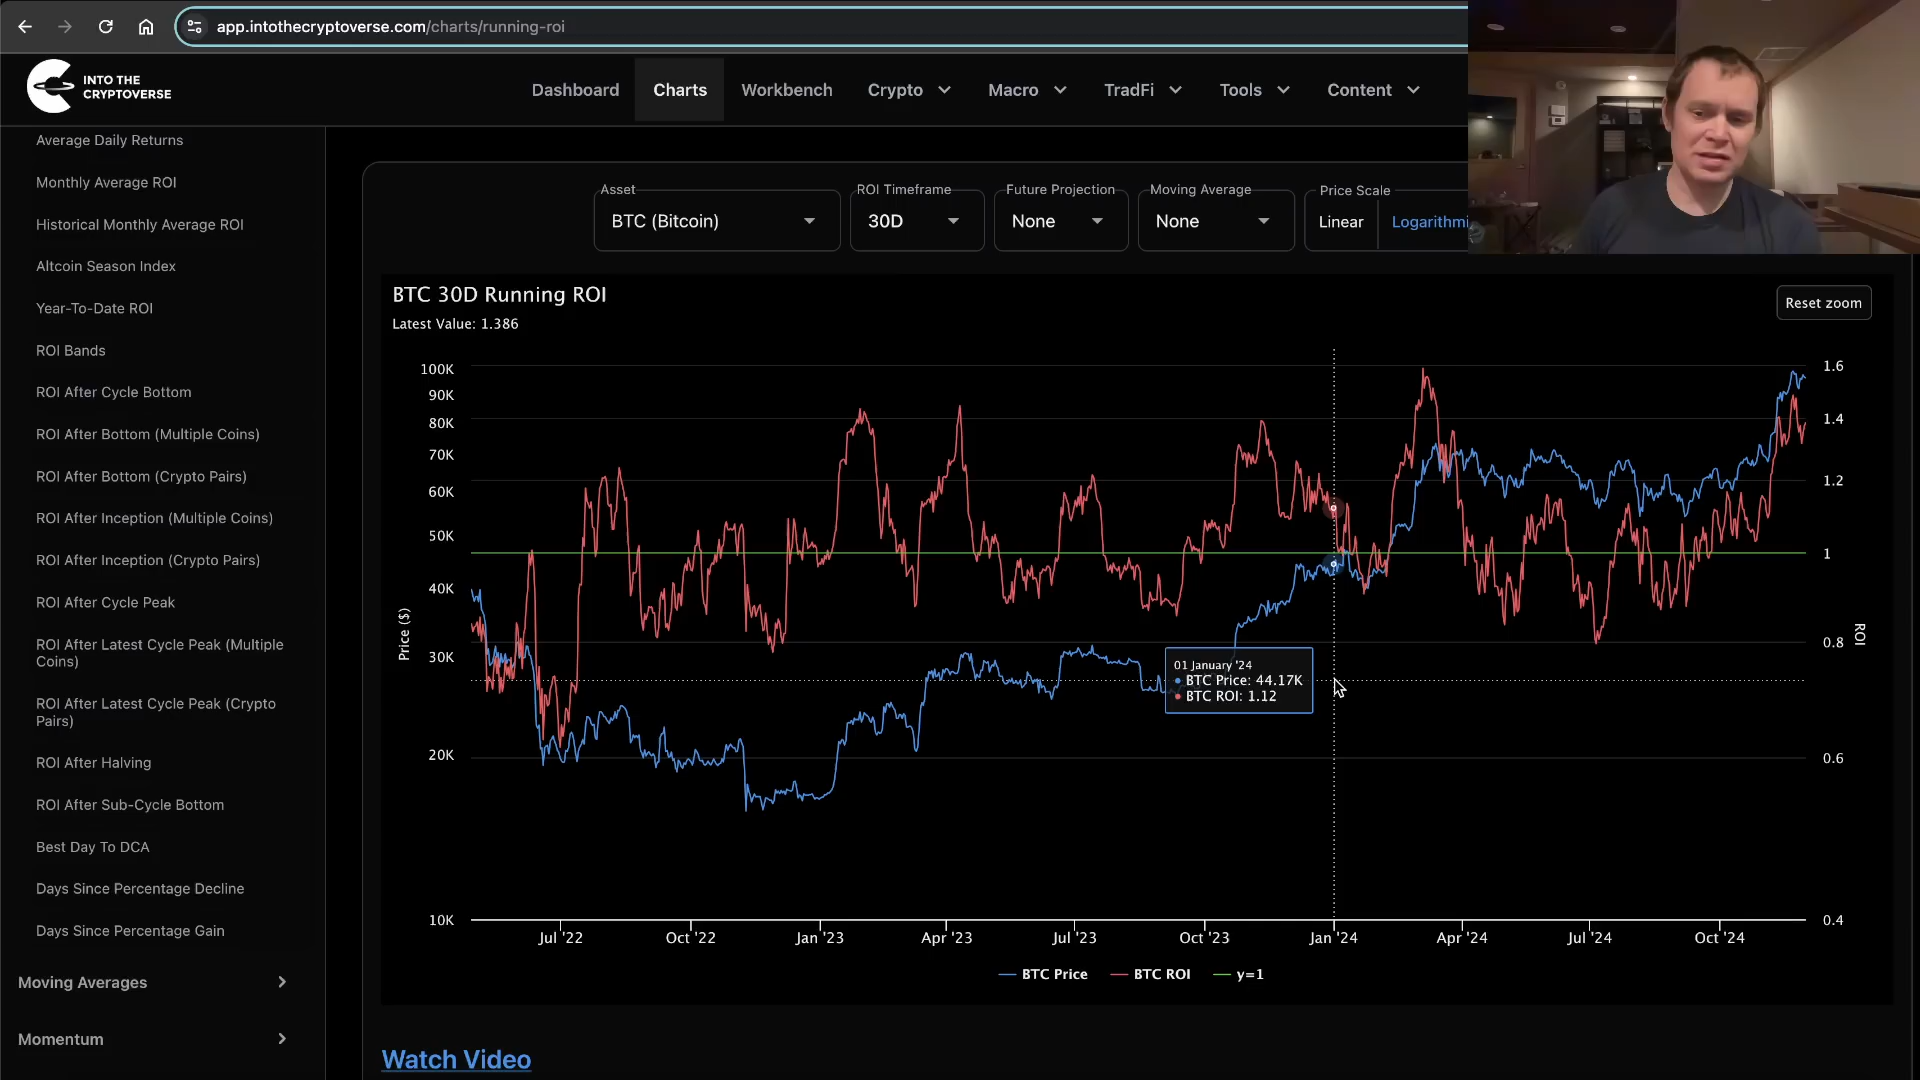 app.intothecryptoverse.com/charts/running-roi
INTO THE
CRYPTOVERSE
Dashboard
Charts
Workbench
Crypto
Macro
TradFi
Tools
Content
Average Daily Returns
Monthly Average ROI
Historical Monthly Average ROI
Altcoin Season Index
Year-To-Date ROI
ROI Bands
ROI After Cycle Bottom
ROI After Bottom (Multiple Coins)
ROI After Bottom (Crypto Pairs)
ROI After Inception (Multiple Coins)
ROI After Inception (Crypto Pairs)
ROI After Cycle Peak
ROI After Latest Cycle Peak (Multiple
Coins)
ROI After Latest Cycle Peak (Crypto
Pairs)
ROI After Halving
ROI After Sub-Cycle Bottom
Best Day To DCA
Days Since Percentage Decline
Days Since Percentage Gain
Moving Averages
Momentum
Asset
BTC (Bitcoin)
ROI Timeframe
30D
Future Projection
None
Moving Average
None
Price Scale
Linear
Logarithmi
BTC 30D Running ROI
Latest Value: 1.386
Reset zoom
100K
90K
80K
70K
60K
50K
40K
30K
20K
10K
Price ($)
1.6
1.4
1.2
1
0.8
0.6
0.4
ROI
01 January '24
BTC Price: 44.17K
BTC ROI: 1.12
Jul '22
Oct '22
Jan '23
Apr '23
Jul '23
Oct '23
Jan '24
Apr '24
Jul '24
Oct '24
BTC Price
BTC ROI
y=1
Watch Video